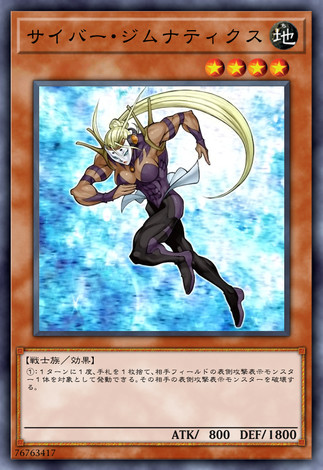 サイバー・ジムナティクス
地
【戦士族／効果】
①：１ターンに１度、手札を１枚捨て、相手フィールドの表側攻撃表示モンスタ
ー１体を対象として発動できる。その相手の表側攻撃表示モンスターを破壊す
る。
ATK/ 800 DEF/1800
76763417